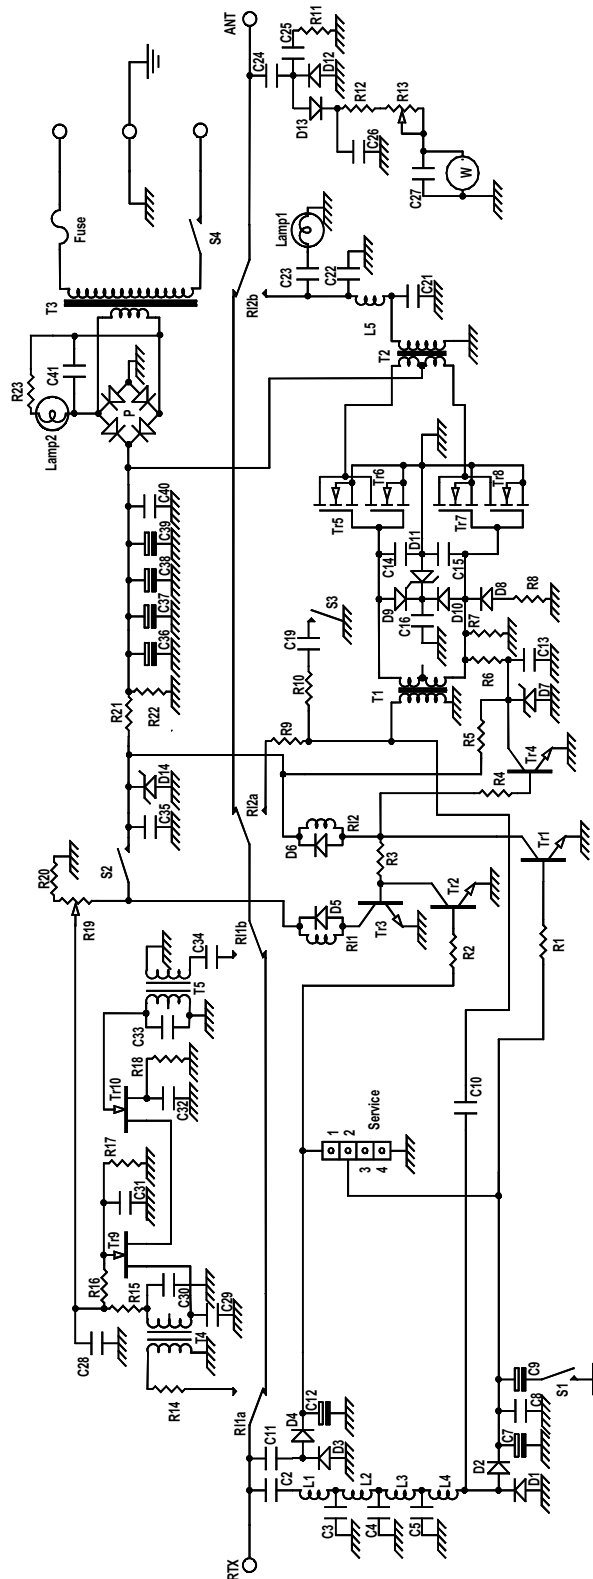 ANT
C24
C25
R11
D12
D13
R12
R13
C26
C27
W
Fuse
S4
T3
R23
C41
Lamp2
P
Lamp1
C23
C22
Rl2b
L5
C21
T2
C40
C39
C38
C37
C36
R21
R22
Tr5
Tr6
Tr7
Tr8
D11
C14
C15
D9
D10
C16
D8
R8
R7
R6
C13
D7
T1
S3
C19
R10
R9
R5
Tr4
R4
D14
C35
S2
Rl2a
D6
Rl2
R3
Tr1
R20
R19
Rl1b
D5
Rl1
Tr3
Tr2
R2
R1
C34
T5
C33
R18
C32
Tr10
R17
C31
Tr9
R16
R15
C30
C29
T4
C28
R14
Rl1a
C10
Service
1
2
3
4
C12
D4
D3
C11
C2
L1
L2
L3
L4
C3
C4
C5
D2
D1
C7
C8
C9
S1
RTX